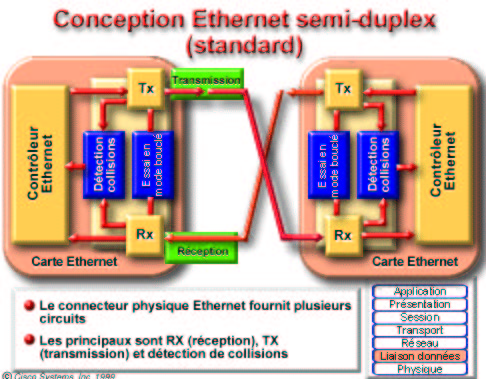 Conception Ethernet semi-duplex
(standard)
Transmission
Tx
Tx
Contrôleur
Ethernet
Détection
collisions
Essai en
mode bouclé
Essai en
mode bouclé
Détection
collisions
Contrôleur
Ethernet
Rx
Rx
Réception
Carte Ethernet
Carte Ethernet
Le connecteur physique Ethernet fournit plusieurs
circuits
Les principaux sont RX (réception), TX
(transmission) et détection de collisions
Application
Présentation
Session
Transport
Réseau
Liaison données
Physique
© Cisco Systems, Inc. 1999